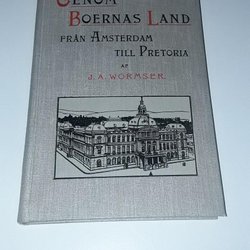 GENOM
BOERNAS LAND
FRÅN AMSTERDAM
TILL PRETORIA
AF
J. A. WORMSER.